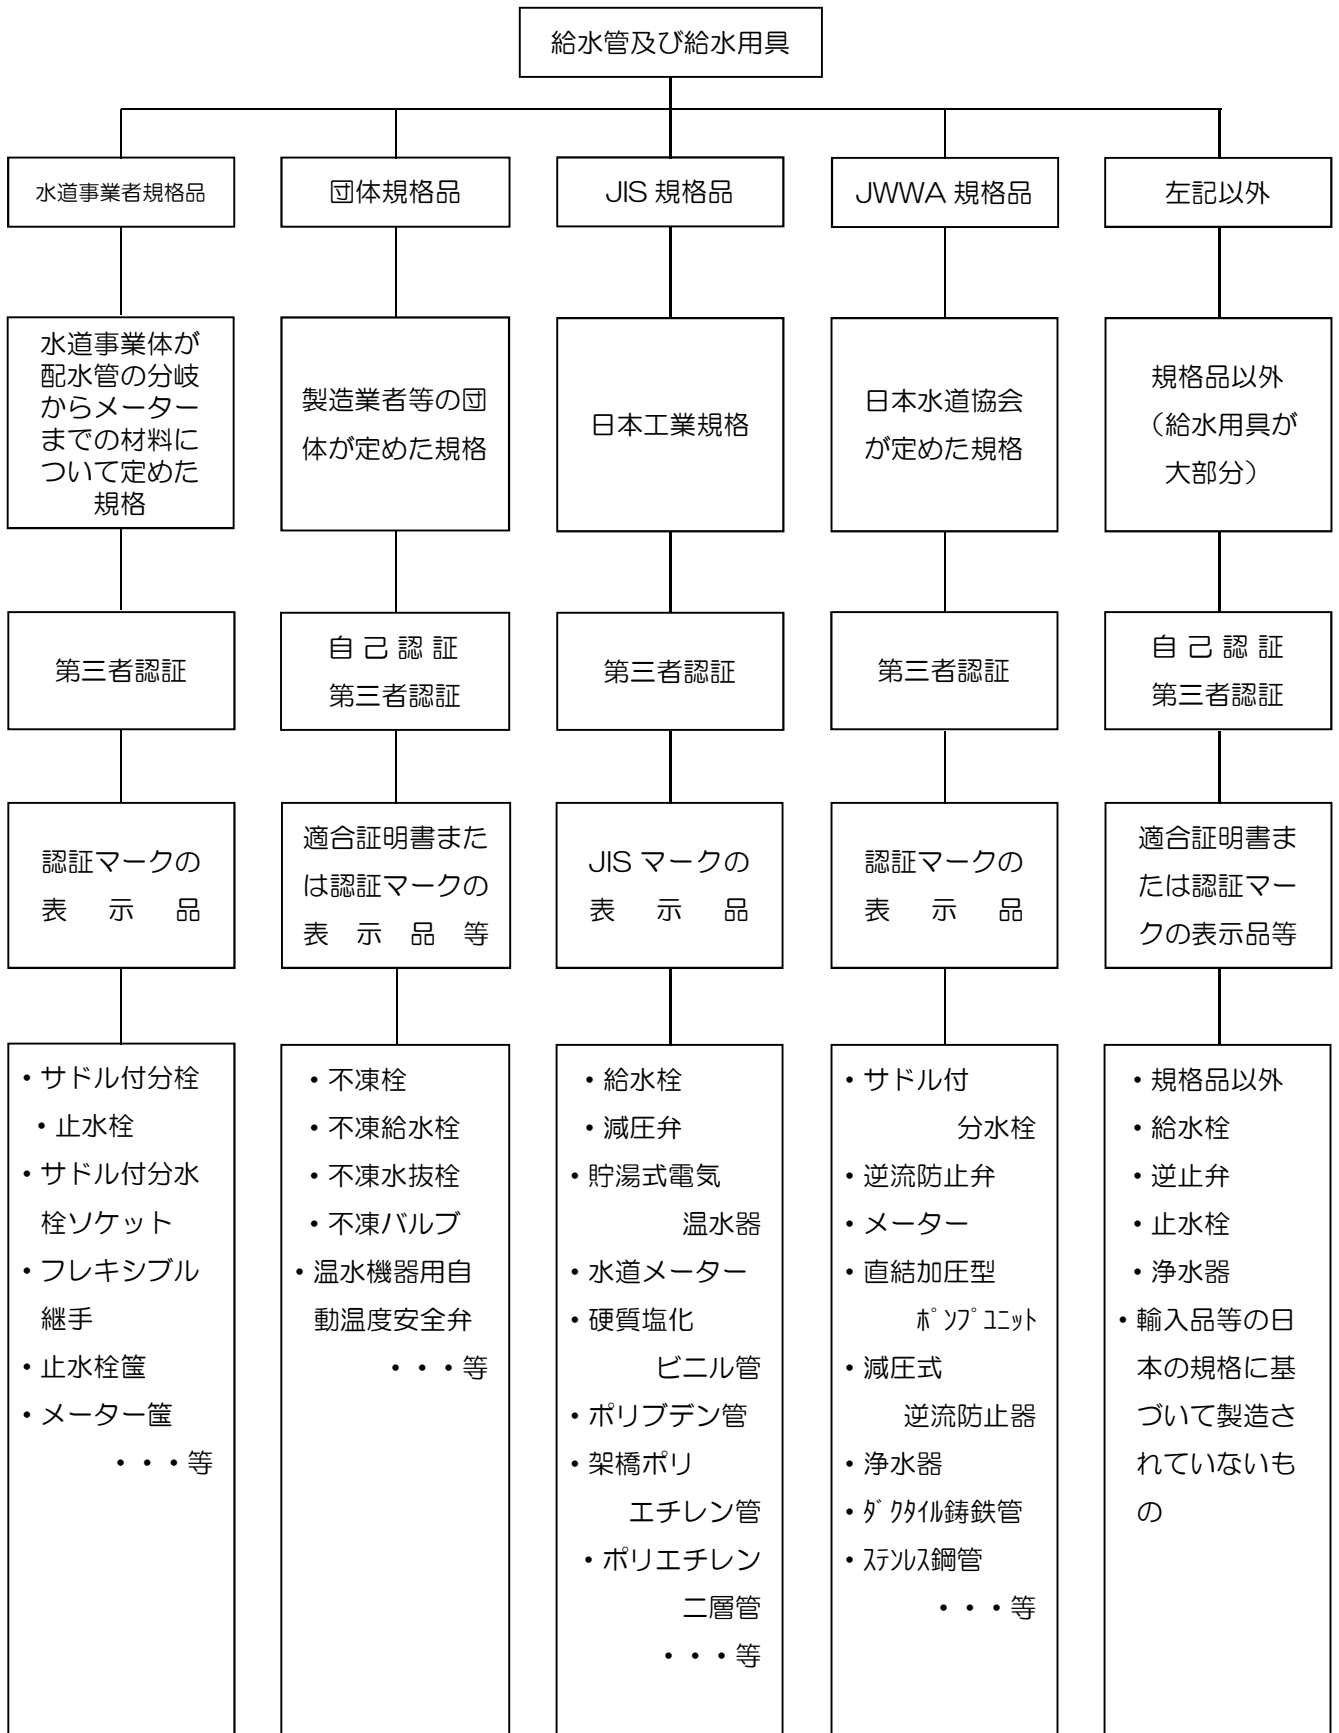 給水管及び給水用具
水道事業者規格品
団体規格品
JIS 規格品
JWWA 規格品
左記以外
水道事業体が
配水管の分岐
からメーター
までの材料に
ついて定めた
規格
製造業者等の団
体が定めた規格
日本工業規格
日本水道協会
が定めた規格
規格品以外
（給水用具が
大部分）
第三者認証
自己認証
第三者認証
第三者認証
第三者認証
自己認証
第三者認証
認証マークの
表示品
適合証明書また
は認証マークの
表示品等
JIS マークの
表示品
認証マークの
表示品
適合証明書ま
たは認証マー
クの表示品等
・サドル付分栓
・止水栓
・サドル付分水
栓ソケット
・フレキシブル
継手
・止水栓筺
・メーター筺
・・・等
・不凍栓
・不凍給水栓
・不凍水抜栓
・不凍バルブ
・温水機器用自
動温度安全弁
・・・等
・給水栓
・減圧弁
・貯湯式電気
温水器
・水道メーター
・硬質塩化
ビニル管
・ポリブデン管
・架橋ポリ
エチレン管
・ポリエチレン
二層管
・・・等
・サドル付
分水栓
・逆流防止弁
・メーター
・直結加圧型
ﾎﾟﾝﾌﾟﾕﾆｯﾄ
・減圧式
逆流防止器
・浄水器
・ﾀﾞｸﾀｲﾙ鋳鉄管
・ｽﾃﾝﾚｽ鋼管
・・・等
・規格品以外
・給水栓
・逆止弁
・止水栓
・浄水器
・輸入品等の日
本の規格に基
づいて製造さ
れていないも
の